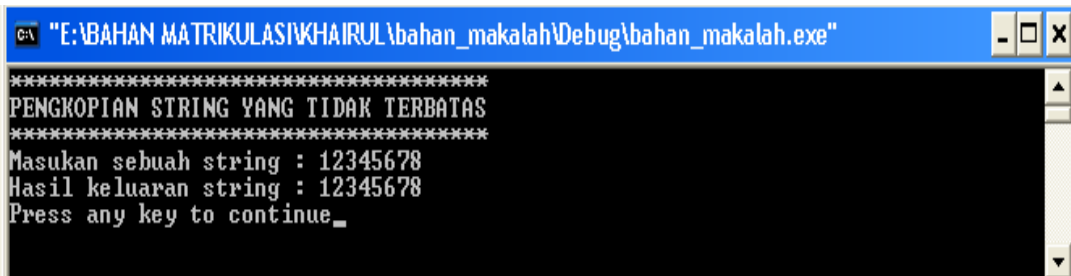 "E:\BAHAN MATRIKULASI\KHAIRUL\bahan_makalah\Debug\bahan_makalah.exe"
*************************************
PENGKOPIAN STRING YANG TIDAK TERBATAS
*************************************
Masukan sebuah string : 12345678
Hasil keluaran string : 12345678
Press any key to continue_